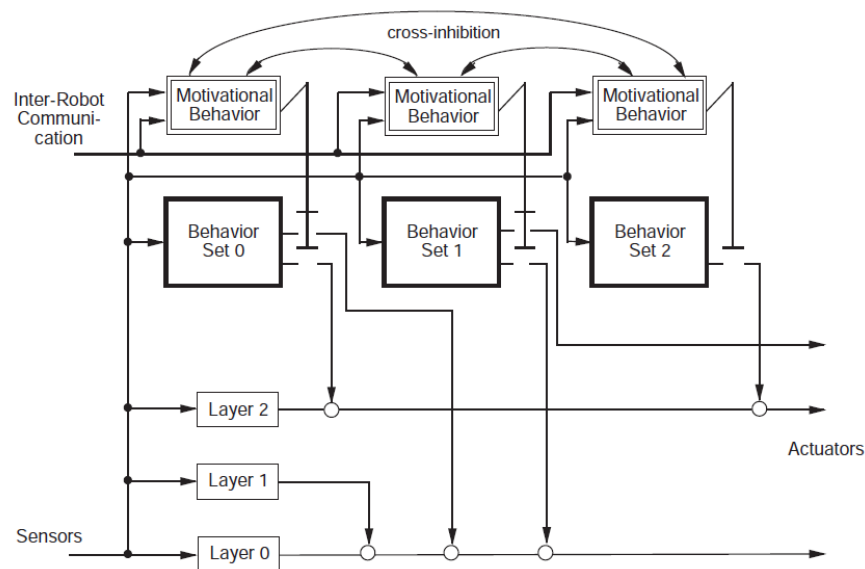 cross-inhibition
Inter-Robot
Communi-
cation
Motivational
Behavior
Motivational
Behavior
Motivational
Behavior
Behavior
Set 0
Behavior
Set 1
Behavior
Set 2
Layer 2
Actuators
Layer 1
Sensors
Layer 0